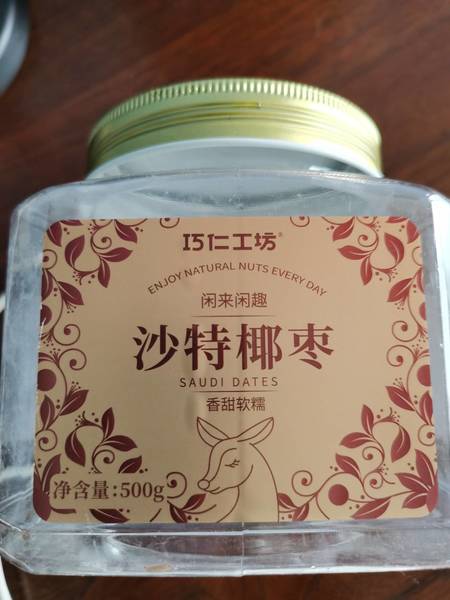 巧仁工坊®
ENJOY NATURAL NUTS EVERY DAY
闲来闲趣
沙特椰枣
SAUDI DATES
香甜软糯
净含量:500g